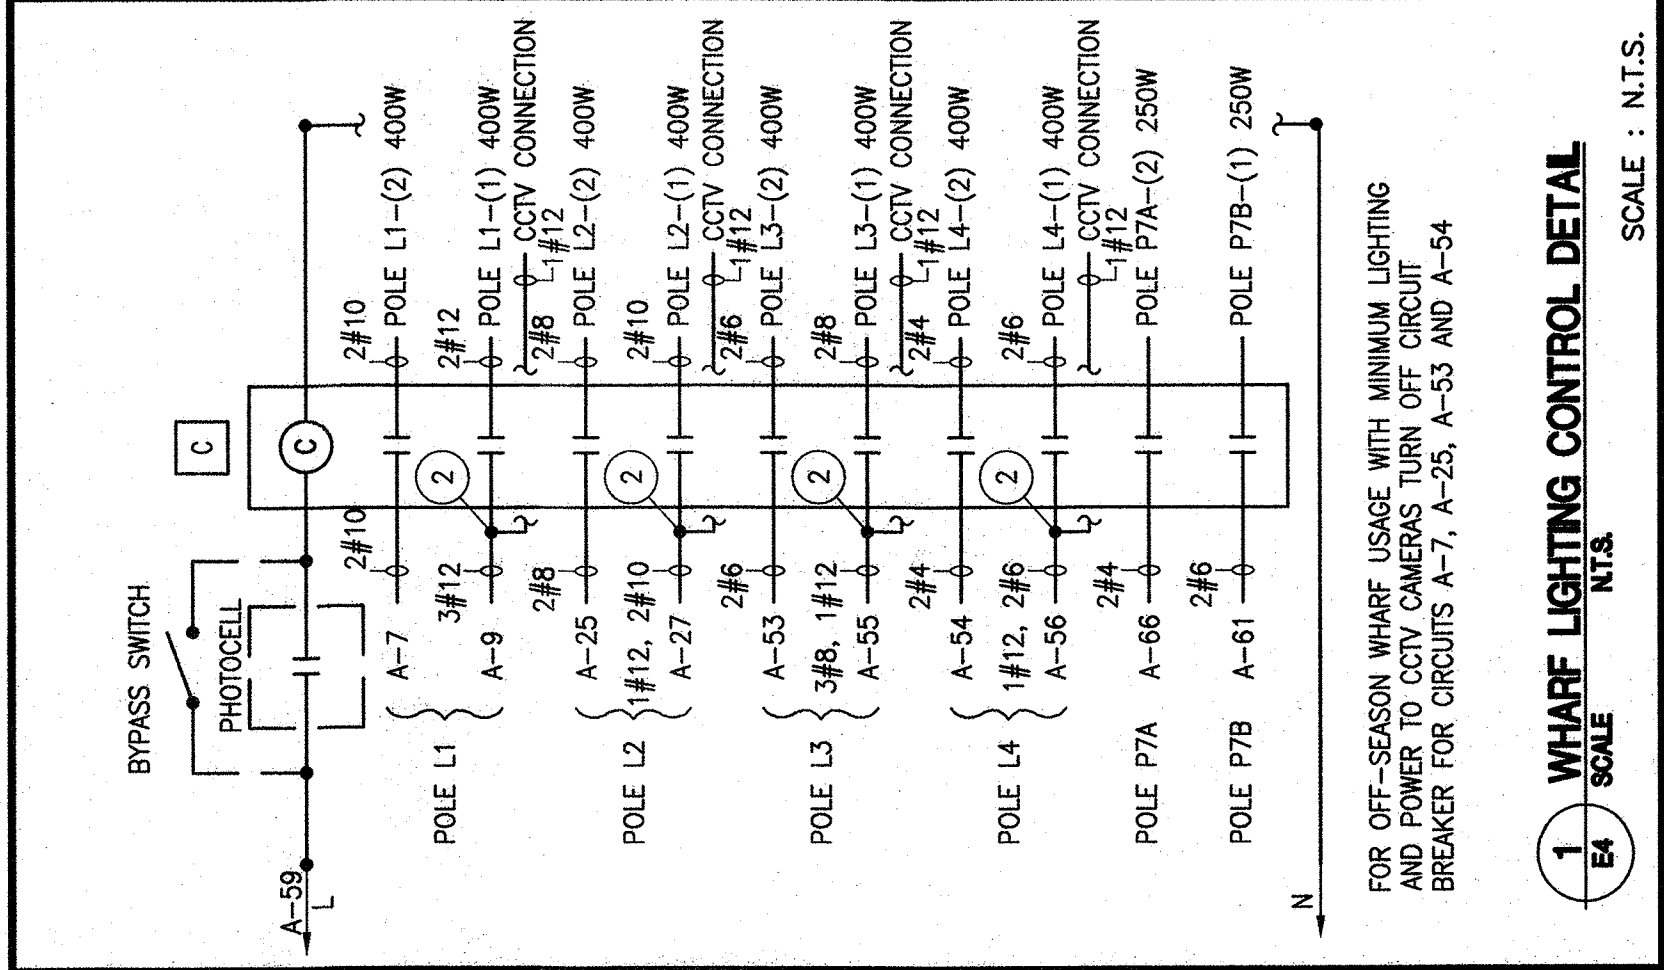 BYPASS SWITCH
PHOTOCELL
C
C
A-59
L
POLE L1
A-7
2#10
2#10
POLE L1-(2) 400W
A-9
3#12
2
2#12
POLE L1-(1) 400W
CCTV CONNECTION
1#12
POLE L2
A-25
2#8
2#8
POLE L2-(2) 400W
1#12, 2#10
A-27
2
2#10
POLE L2-(1) 400W
CCTV CONNECTION
1#12
POLE L3
A-53
2#6
2#6
POLE L3-(2) 400W
3#8, 1#12
A-55
2
2#8
POLE L3-(1) 400W
CCTV CONNECTION
1#12
POLE L4
A-54
2#4
2#4
POLE L4-(2) 400W
1#12, 2#6
A-56
2
2#6
POLE L4-(1) 400W
CCTV CONNECTION
1#12
POLE P7A
A-66
2#4
POLE P7A-(2) 250W
POLE P7B
A-61
2#6
POLE P7B-(1) 250W
N
FOR OFF-SEASON WHARF USAGE WITH MINIMUM LIGHTING
AND POWER TO CCTV CAMERAS TURN OFF CIRCUIT
BREAKER FOR CIRCUITS A-7, A-25, A-53 AND A-54
1
E4
WHARF LIGHTING CONTROL DETAIL
SCALE N.T.S.
SCALE : N.T.S.